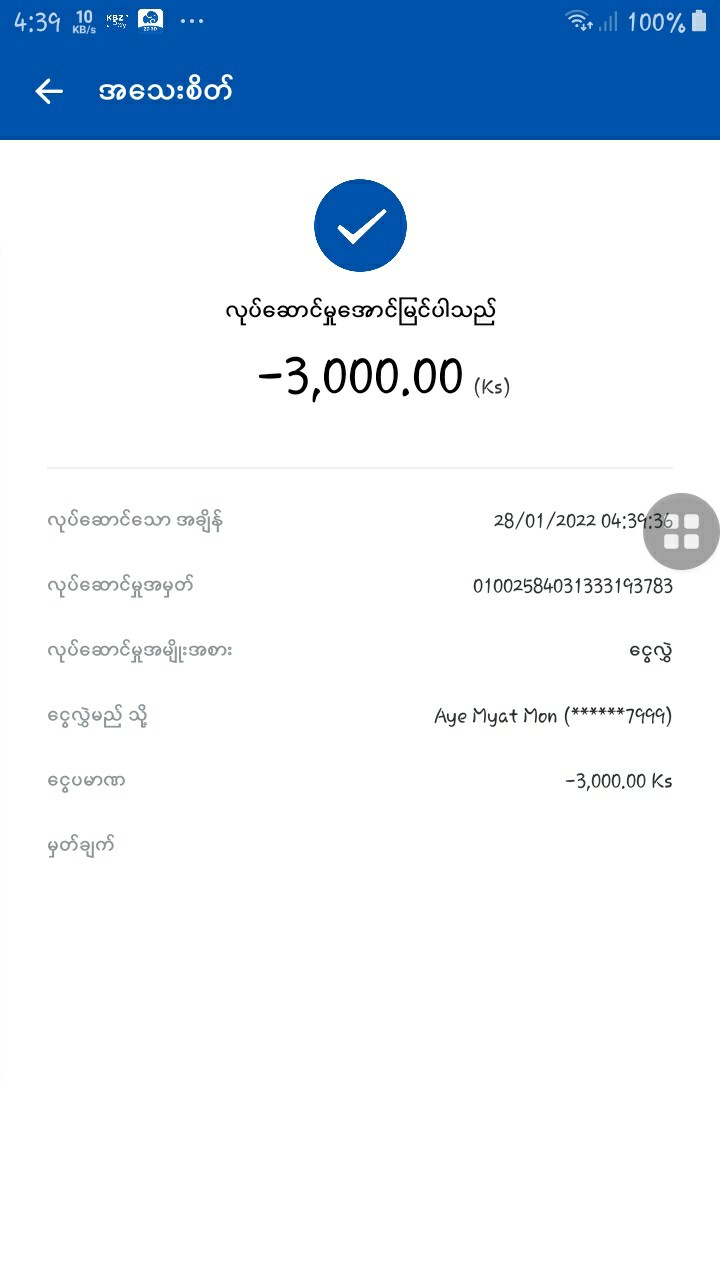 4:39 10 KB/s KBZ Pay 2D3D ... 100%
အသေးစိတ်
လုပ်ဆောင်မှုအောင်မြင်ပါသည်
-3,000.00 (Ks)
လုပ်ဆောင်သော အချိန် 28/01/2022 04:39:36
လုပ်ဆောင်မှုအမှတ် 01002584031333193783
လုပ်ဆောင်မှုအမျိုးအစား ငွေလွှဲ
ငွေလွှဲမည် သို့ Aye Myat Mon (******7999)
ငွေပမာဏ -3,000.00 Ks
မှတ်ချက်